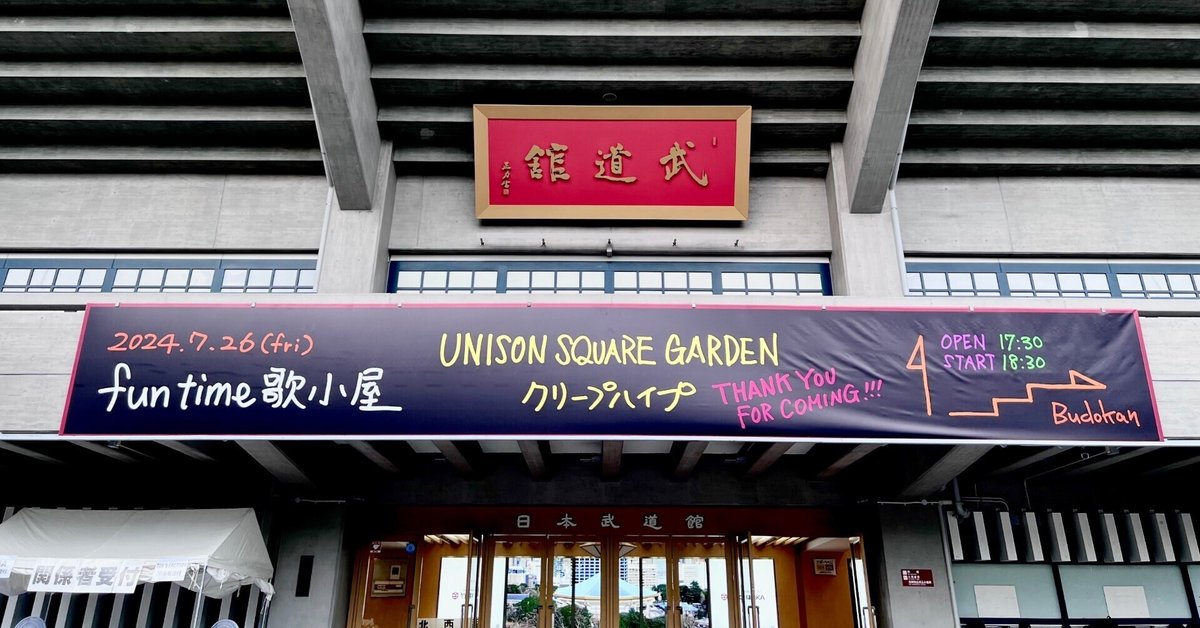 武道館
2024.7.26(fri)
fun time 歌小屋
UNISON SQUARE GARDEN
クリープハイプ
THANK YOU
FOR COMING!!!
OPEN 17:30
START 18:30
Budokan
日本武道館
関係者受付
北西